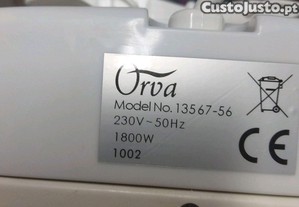 CustoJusto.pt
Orva
Model No. 13567-56
230V~50Hz
1800W
1002
CE